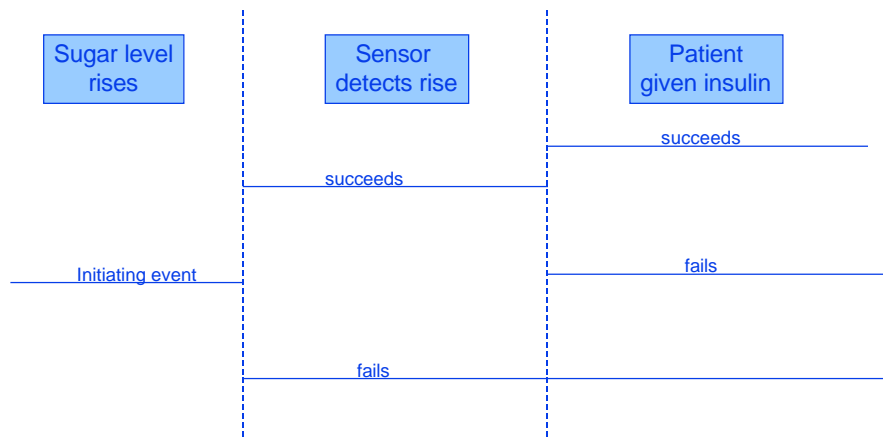 Sugar level
rises
Sensor
detects rise
Patient
given insulin
succeeds
succeeds
Initiating event
fails
fails